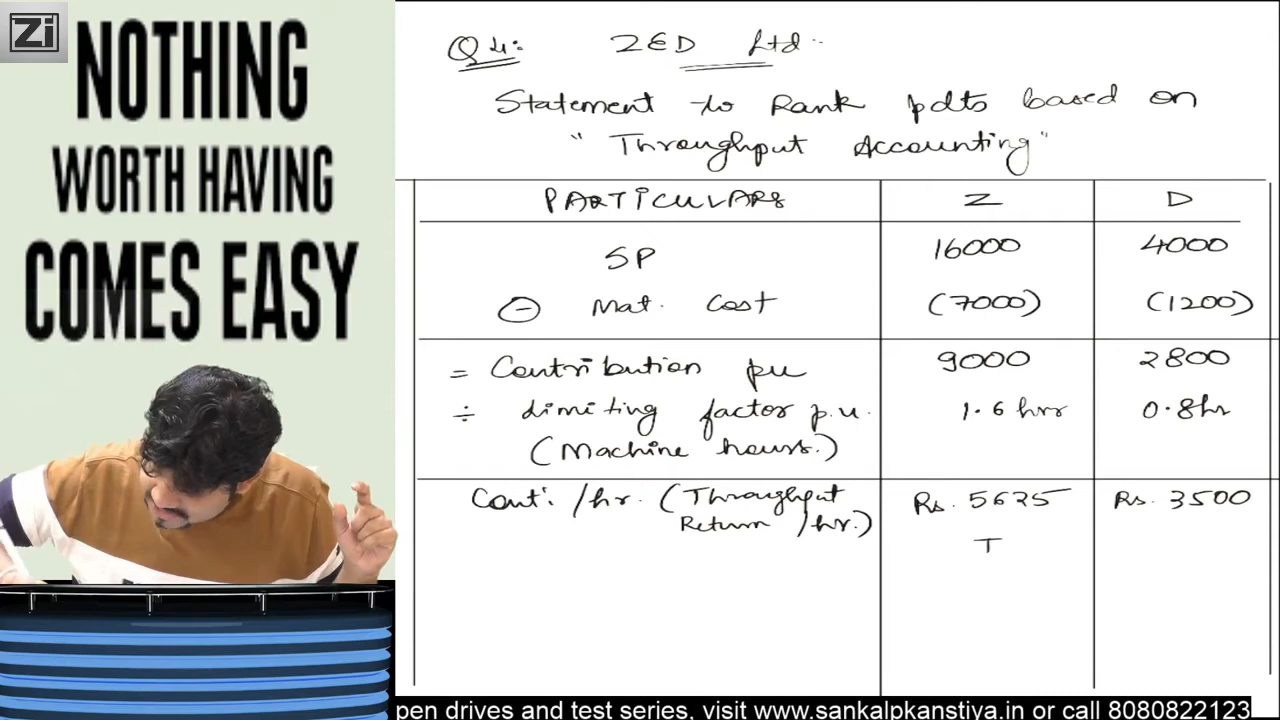 Zi
NOTHING
WORTH HAVING
COMES EASY
Q4: ZED Ltd.
Statement to Rank pdts based on
"Throughput Accounting"
PARTICULARS Z D
SP 16000 4000
⊖ Mat. Cost (7000) (1200)
= Contribution pu 9000 2800
÷ Limiting factor p.u. 1.6 hrs 0.8hr
(Machine hours.)
Cont. /hr. (Throughput Rs. 5625 Rs. 3500
Return /hr.)
I
pen drives and test series, visit www.sankalpkanstiya.in or call 8080822123